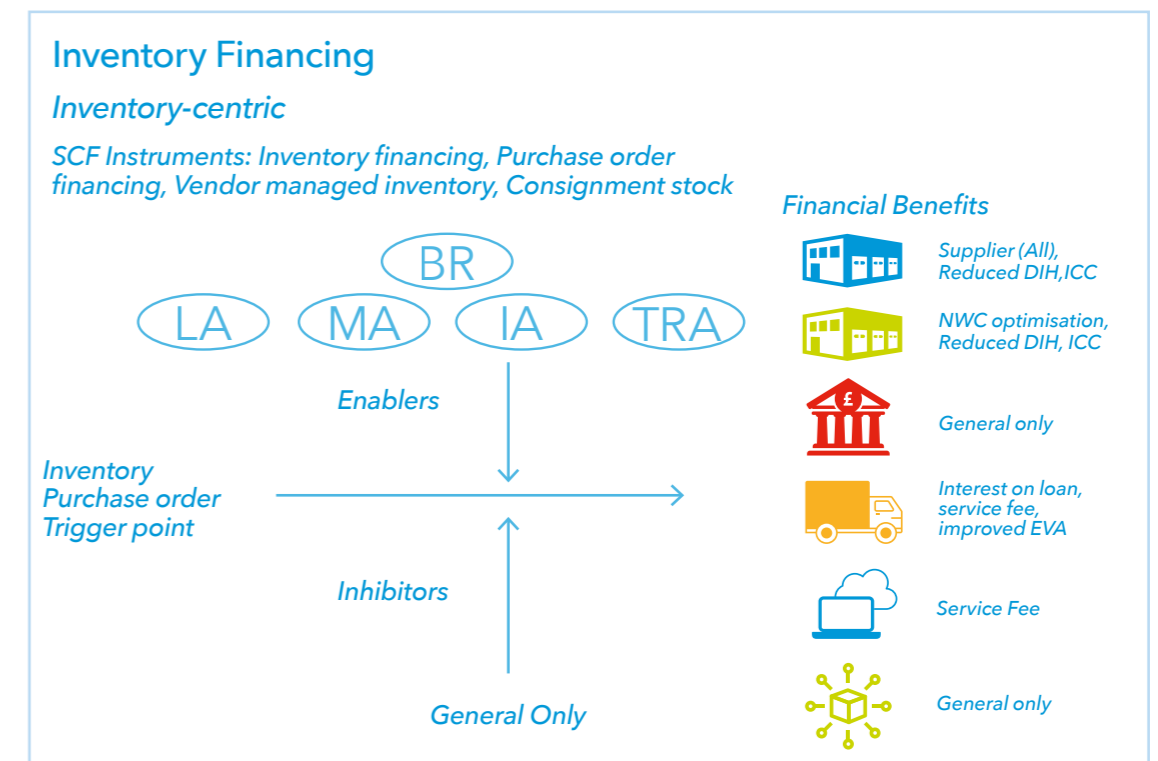 Inventory Financing
Inventory-centric
SCF Instruments: Inventory financing, Purchase order
financing, Vendor managed inventory, Consignment stock
BR
LA
MA
IA
TRA
Enablers
Inventory
Purchase order
Trigger point
Inhibitors
General Only
Financial Benefits
Supplier (All),
Reduced DIH,ICC
NWC optimisation,
Reduced DIH, ICC
£
General only
Interest on loan,
service fee,
improved EVA
Service Fee
General only